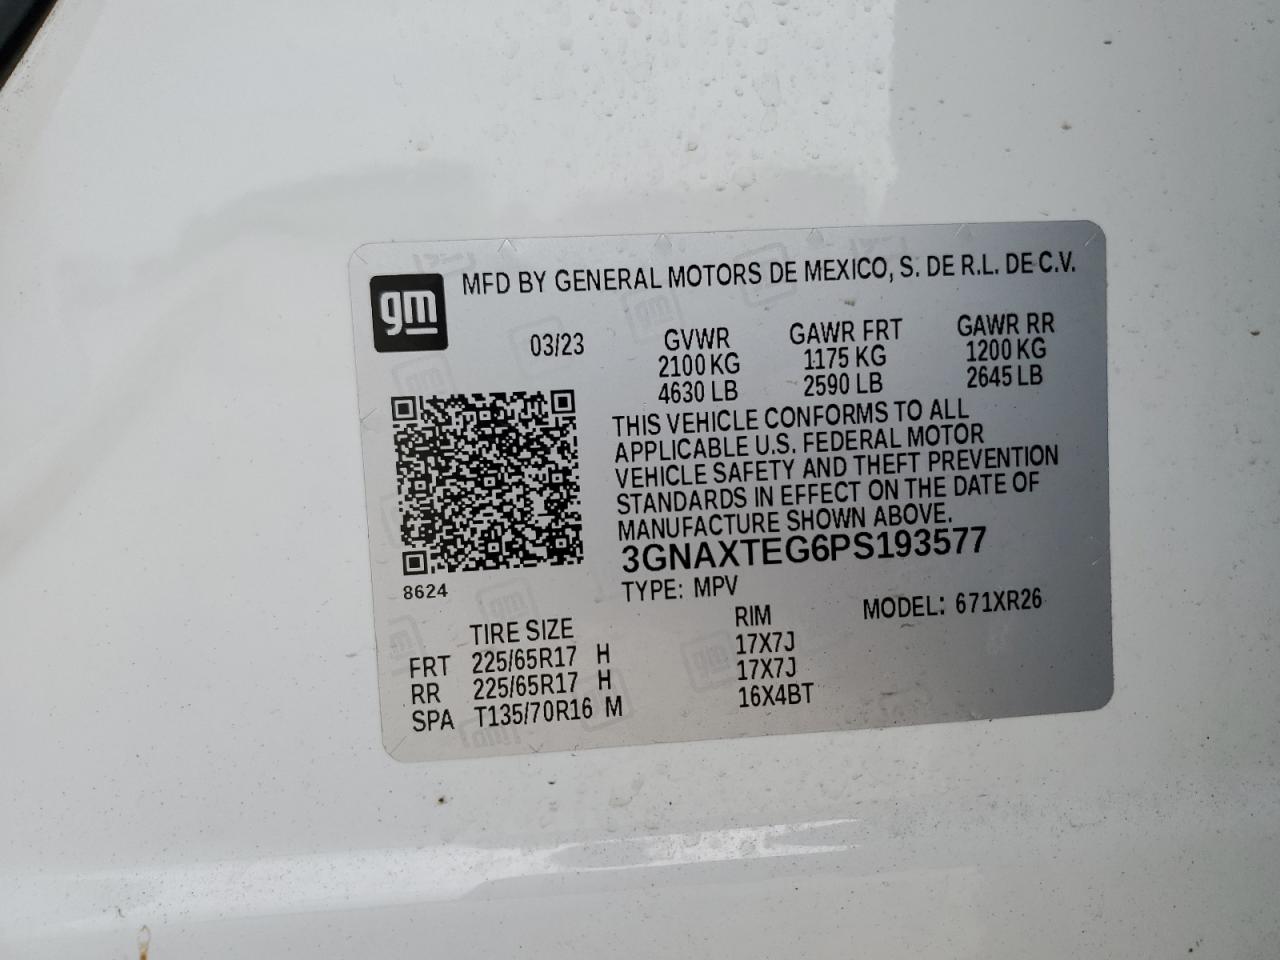 gm
MFD BY GENERAL MOTORS DE MEXICO, S. DE R.L. DE C.V.
03/23
GVWR GAWR FRT GAWR RR
2100 KG 1175 KG 1200 KG
4630 LB 2590 LB 2645 LB
THIS VEHICLE CONFORMS TO ALL
APPLICABLE U.S. FEDERAL MOTOR
VEHICLE SAFETY AND THEFT PREVENTION
STANDARDS IN EFFECT ON THE DATE OF
MANUFACTURE SHOWN ABOVE.
3GNAXTEG6PS193577
8624
TYPE: MPV
MODEL: 671XR26
TIRE SIZE RIM
FRT 225/65R17 H 17X7J
RR 225/65R17 H 17X7J
SPA T135/70R16 M 16X4BT